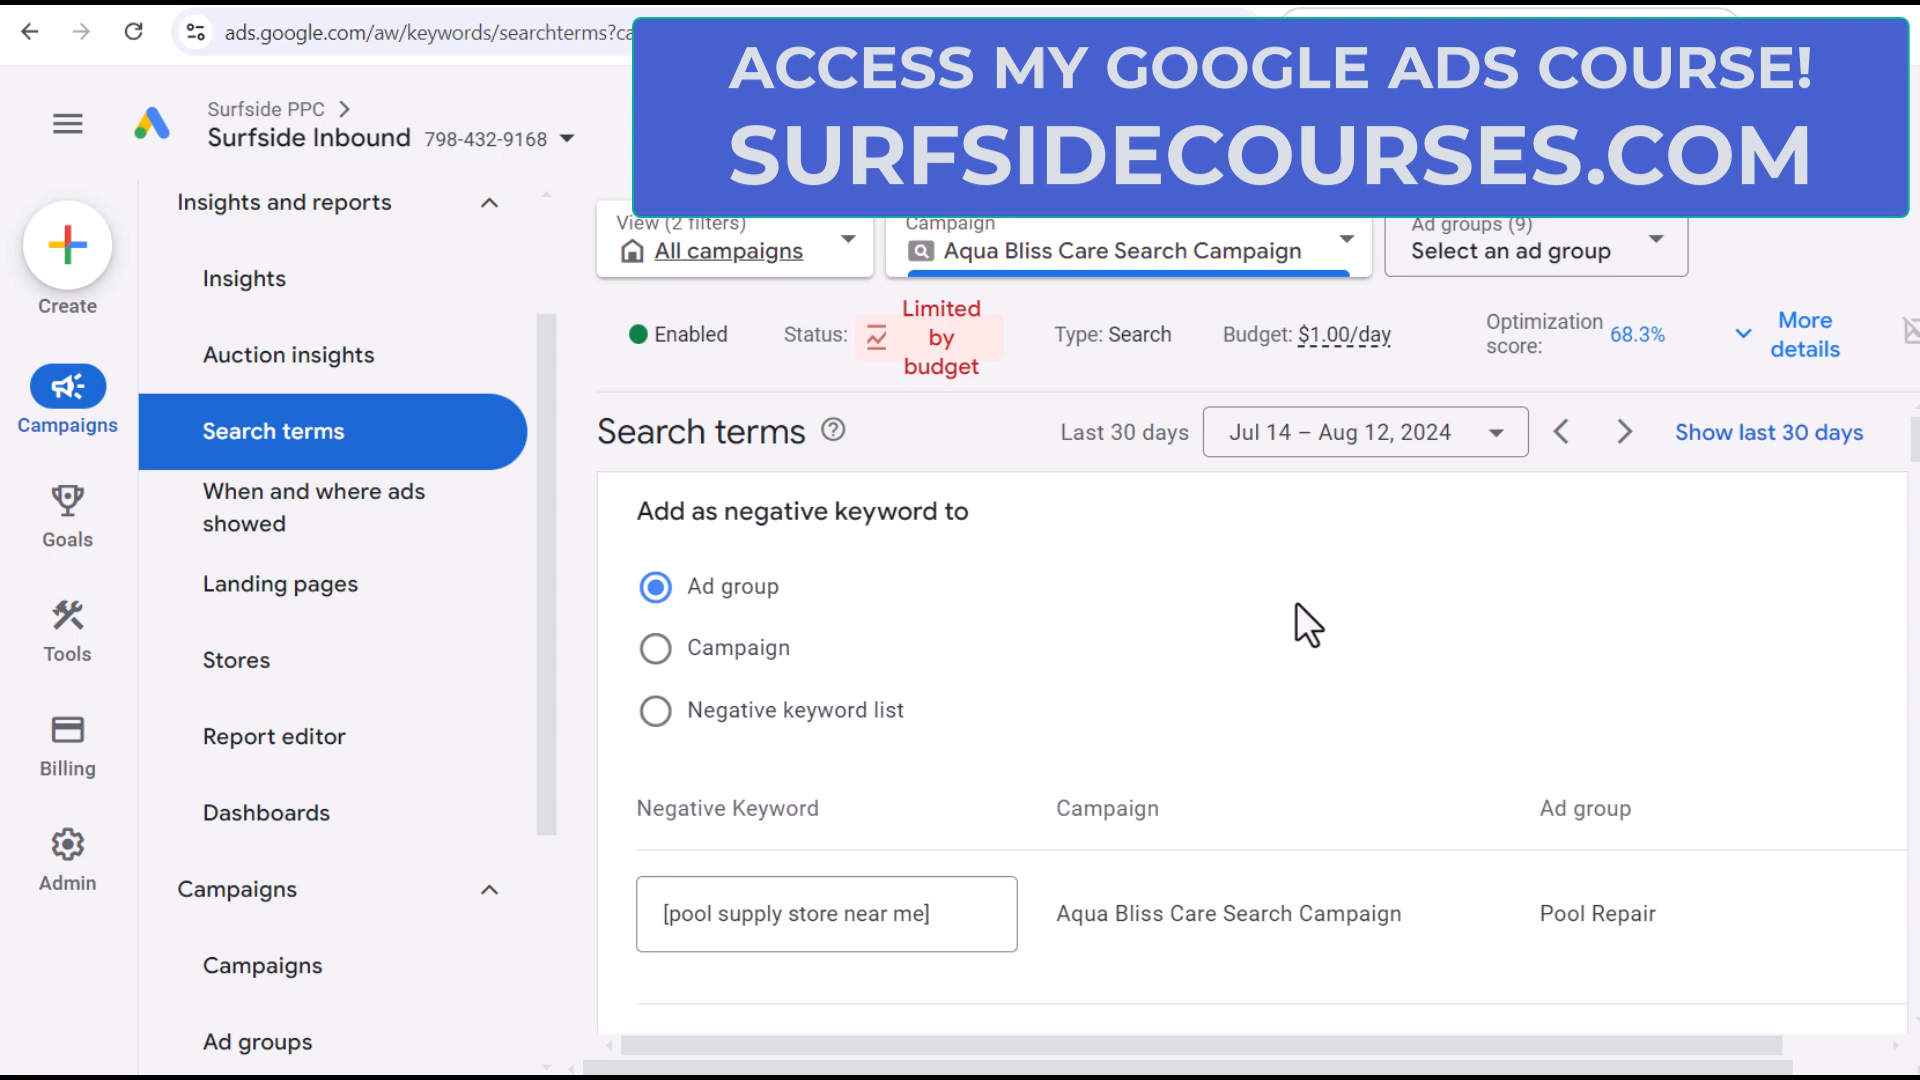 ads.google.com/aw/keywords/searchterms?ca
ACCESS MY GOOGLE ADS COURSE!
SURFSIDECOURSES.COM
Surfside PPC
Surfside Inbound 798-432-9168
Create
Campaigns
Goals
Tools
Billing
Admin
Insights and reports
Insights
Auction insights
Search terms
When and where ads
showed
Landing pages
Stores
Report editor
Dashboards
Campaigns
Campaigns
Ad groups
View (2 filters)
All campaigns
Campaign
Aqua Bliss Care Search Campaign
Ad groups (9)
Select an ad group
Enabled
Status:
Limited
by
budget
Type: Search
Budget: $1.00/day
Optimization
score:
68.3%
More
details
Search terms
Last 30 days
Jul 14 – Aug 12, 2024
Show last 30 days
Add as negative keyword to
Ad group
Campaign
Negative keyword list
Negative Keyword
Campaign
Ad group
[pool supply store near me]
Aqua Bliss Care Search Campaign
Pool Repair